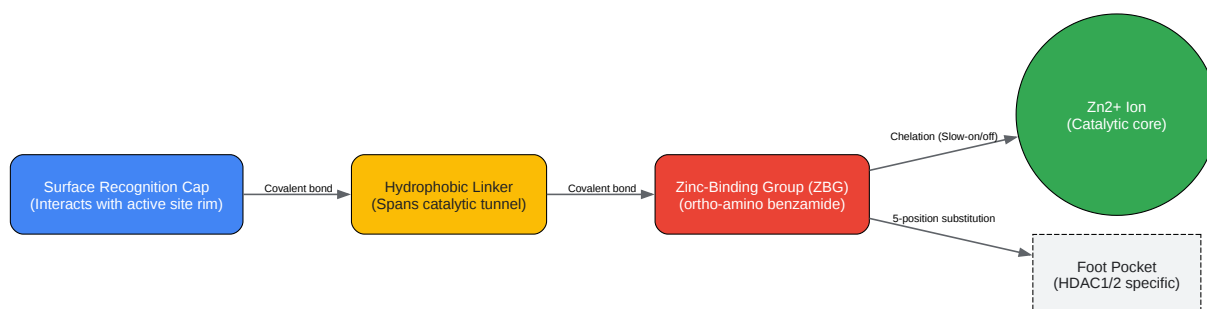 Surface Recognition Cap
(Interacts with active site rim)
Covalent bond
Hydrophobic Linker
(Spans catalytic tunnel)
Covalent bond
Zinc-Binding Group (ZBG)
(ortho-amino benzamide)
Chelation (Slow-on/off)
Zn2+ Ion
(Catalytic core)
5-position substitution
Foot Pocket
(HDAC1/2 specific)